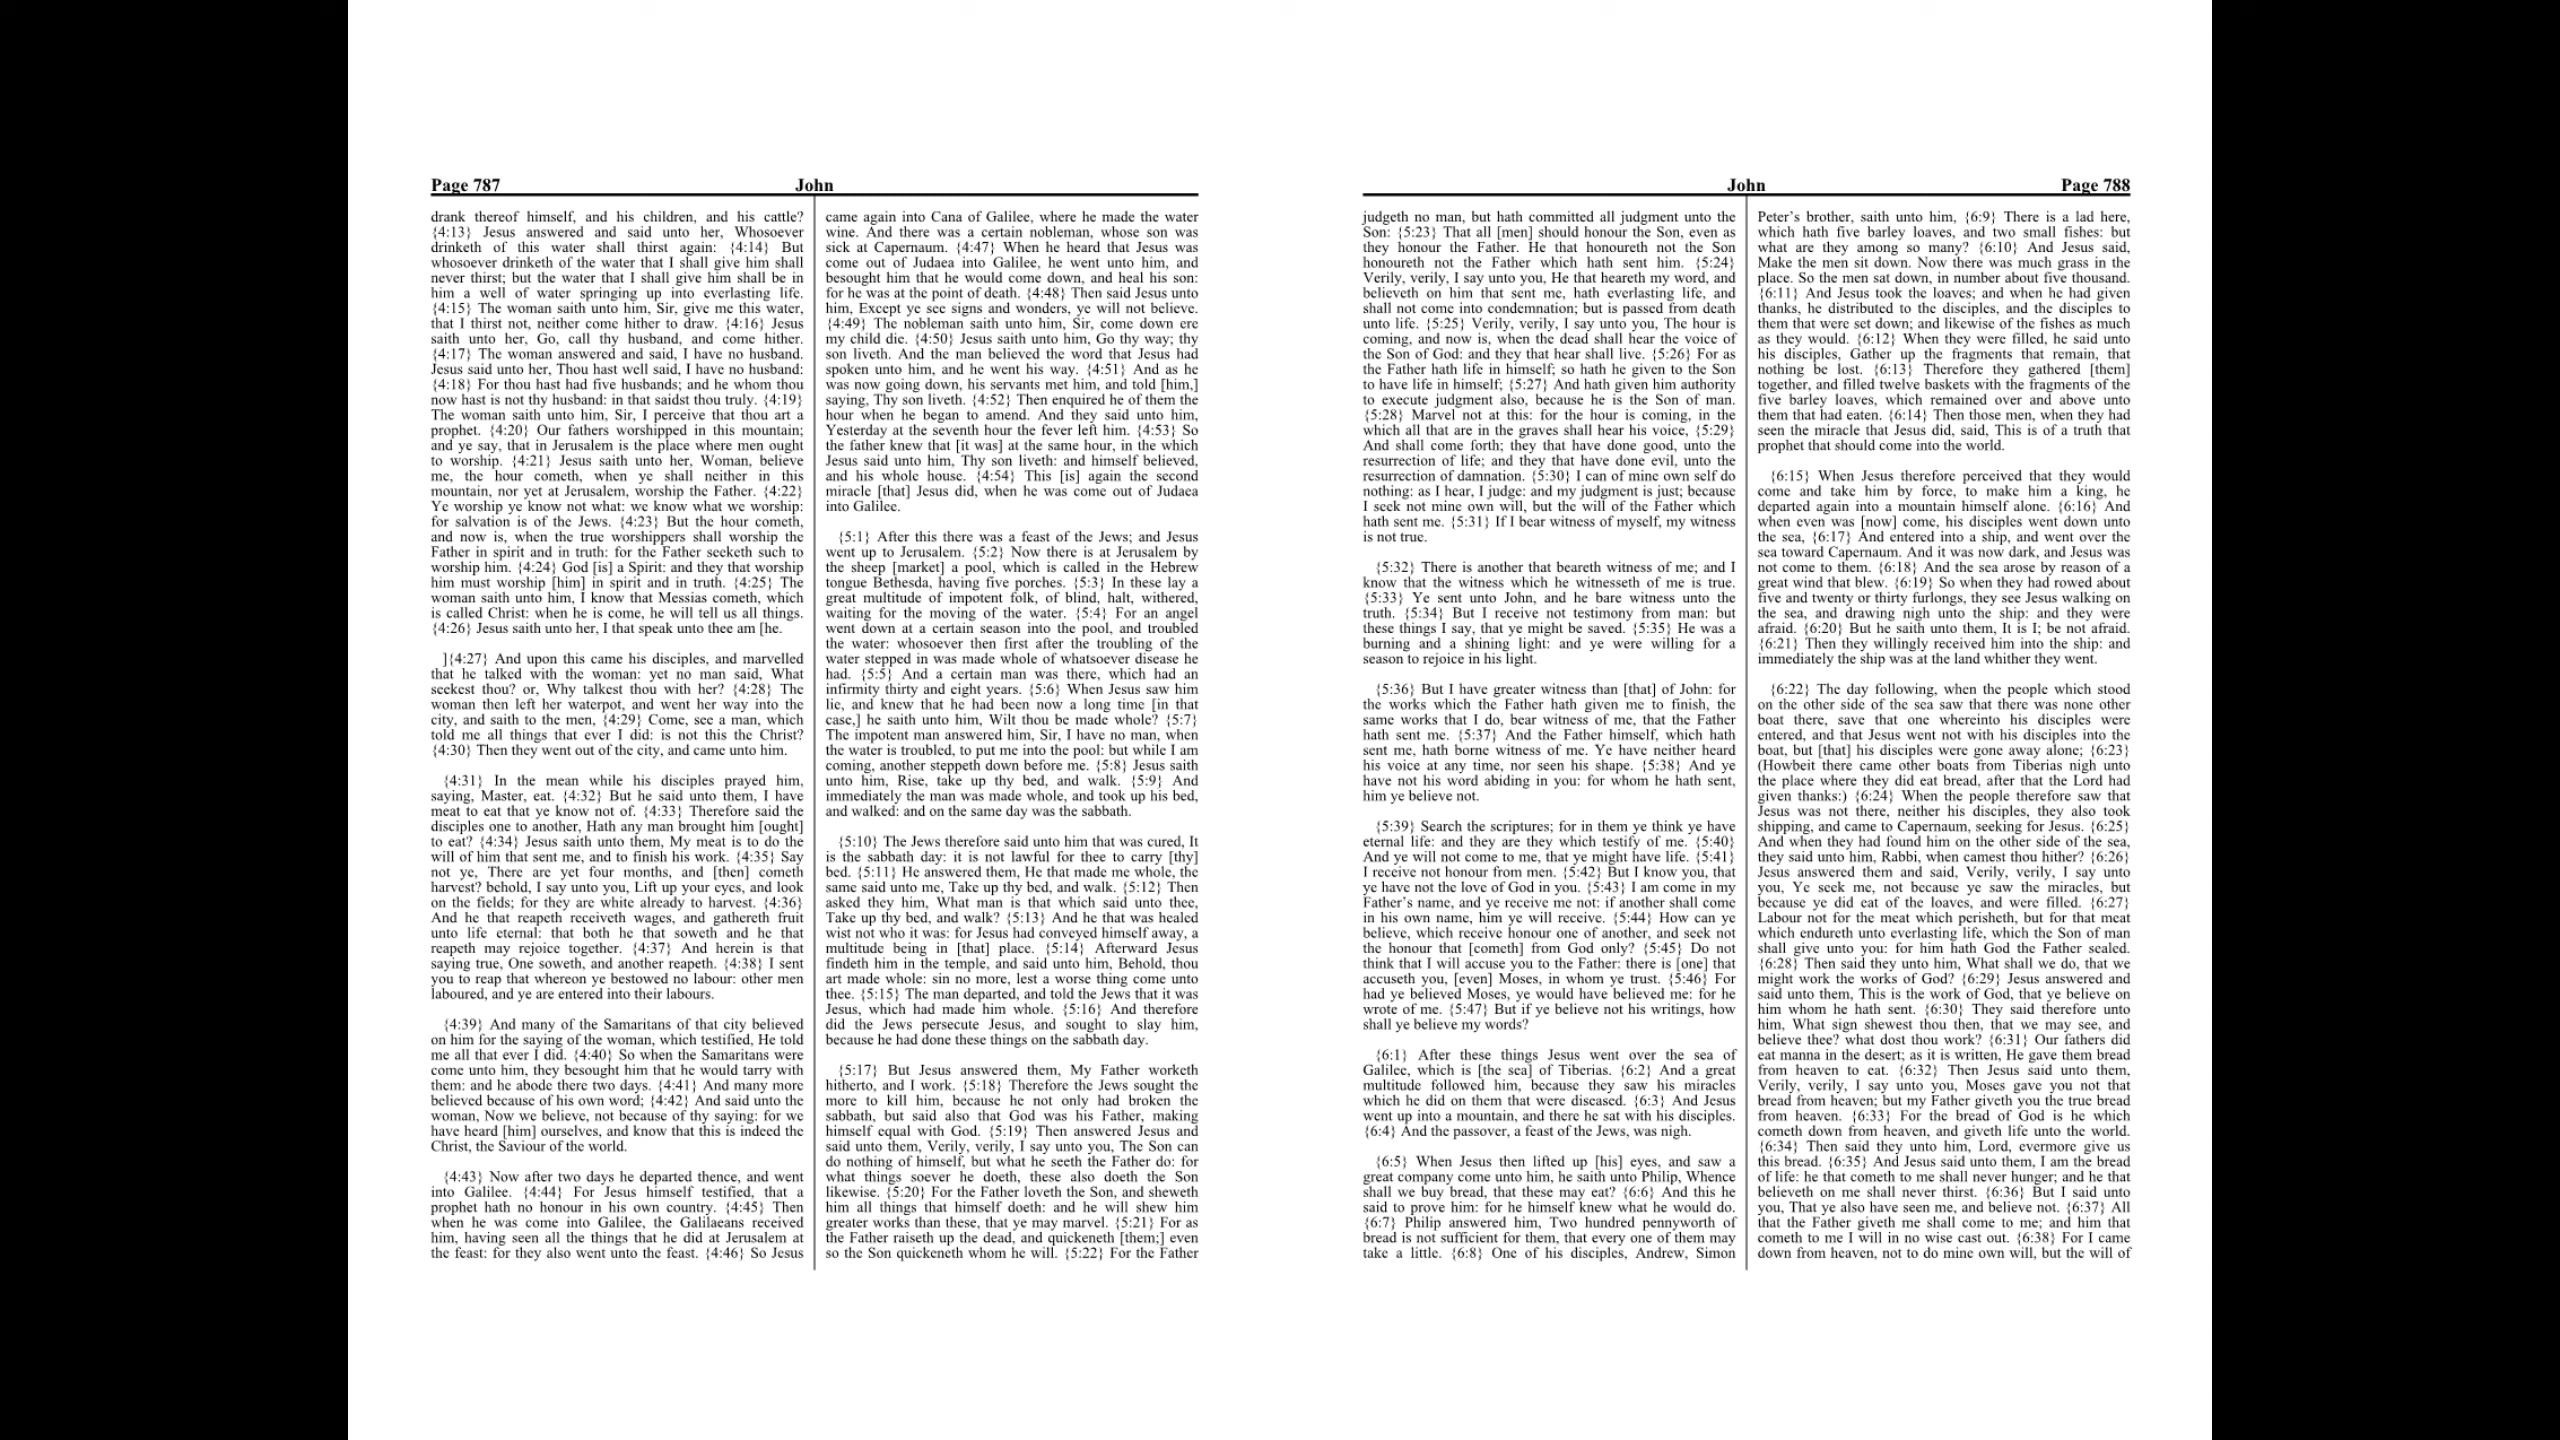 Page 787
John
drank thereof himself, and his children, and his cattle?
{4:13} Jesus answered and said unto her, Whosoever
drinketh of this water shall thirst again: {4:14} But
whosoever drinketh of the water that I shall give him shall
never thirst; but the water that I shall give him shall be in
him a well of water springing up into everlasting life.
{4:15} The woman saith unto him, Sir, give me this water,
that I thirst not, neither come hither to draw. {4:16} Jesus
saith unto her, Go, call thy husband, and come hither.
{4:17} The woman answered and said, I have no husband.
Jesus said unto her, Thou hast well said, I have no husband:
{4:18} For thou hast had five husbands; and he whom thou
now hast is not thy husband: in that saidst thou truly. {4:19}
The woman saith unto him, Sir, I perceive that thou art a
prophet. {4:20} Our fathers worshipped in this mountain;
and ye say, that in Jerusalem is the place where men ought
to worship. {4:21} Jesus saith unto her, Woman, believe
me, the hour cometh, when ye shall neither in this
mountain, nor yet at Jerusalem, worship the Father. {4:22}
Ye worship ye know not what: we know what we worship:
for salvation is of the Jews. {4:23} But the hour cometh,
and now is, when the true worshippers shall worship the
Father in spirit and in truth: for the Father seeketh such to
worship him. {4:24} God [is] a Spirit: and they that worship
him must worship [him] in spirit and in truth. {4:25} The
woman saith unto him, I know that Messias cometh, which
is called Christ: when he is come, he will tell us all things.
{4:26} Jesus saith unto her, I that speak unto thee am [he.
]{4:27} And upon this came his disciples, and marvelled
that he talked with the woman: yet no man said, What
seekest thou? or, Why talkest thou with her? {4:28} The
woman then left her waterpot, and went her way into the
city, and saith to the men, {4:29} Come, see a man, which
told me all things that ever I did: is not this the Christ?
{4:30} Then they went out of the city, and came unto him.
{4:31} In the mean while his disciples prayed him,
saying, Master, eat. {4:32} But he said unto them, I have
meat to eat that ye know not of. {4:33} Therefore said the
disciples one to another, Hath any man brought him [ought]
to eat? {4:34} Jesus saith unto them, My meat is to do the
will of him that sent me, and to finish his work. {4:35} Say
not ye, There are yet four months, and [then] cometh
harvest? behold, I say unto you, Lift up your eyes, and look
on the fields; for they are white already to harvest. {4:36}
And he that reapeth receiveth wages, and gathereth fruit
unto life eternal: that both he that soweth and he that
reapeth may rejoice together. {4:37} And herein is that
saying true, One soweth, and another reapeth. {4:38} I sent
you to reap that whereon ye bestowed no labour: other men
laboured, and ye are entered into their labours.
{4:39} And many of the Samaritans of that city believed
on him for the saying of the woman, which testified, He told
me all that ever I did. {4:40} So when the Samaritans were
come unto him, they besought him that he would tarry with
them: and he abode there two days. {4:41} And many more
believed because of his own word; {4:42} And said unto the
woman, Now we believe, not because of thy saying: for we
have heard [him] ourselves, and know that this is indeed the
Christ, the Saviour of the world.
{4:43} Now after two days he departed thence, and went
into Galilee. {4:44} For Jesus himself testified, that a
prophet hath no honour in his own country. {4:45} Then
when he was come into Galilee, the Galilaeans received
him, having seen all the things that he did at Jerusalem at
the feast: for they also went unto the feast. {4:46} So Jesus
came again into Cana of Galilee, where he made the water
wine. And there was a certain nobleman, whose son was
sick at Capernaum. {4:47} When he heard that Jesus was
come out of Judaea into Galilee, he went unto him, and
besought him that he would come down, and heal his son:
for he was at the point of death. {4:48} Then said Jesus unto
him, Except ye see signs and wonders, ye will not believe.
{4:49} The nobleman saith unto him, Sir, come down ere
my child die. {4:50} Jesus saith unto him, Go thy way; thy
son liveth. And the man believed the word that Jesus had
spoken unto him, and he went his way. {4:51} And as he
was now going down, his servants met him, and told [him,]
saying, Thy son liveth. {4:52} Then enquired he of them the
hour when he began to amend. And they said unto him,
Yesterday at the seventh hour the fever left him. {4:53} So
the father knew that [it was] at the same hour, in the which
Jesus said unto him, Thy son liveth: and himself believed,
and his whole house. {4:54} This [is] again the second
miracle [that] Jesus did, when he was come out of Judaea
into Galilee.
{5:1} After this there was a feast of the Jews; and Jesus
went up to Jerusalem. {5:2} Now there is at Jerusalem by
the sheep [market] a pool, which is called in the Hebrew
tongue Bethesda, having five porches. {5:3} In these lay a
great multitude of impotent folk, of blind, halt, withered,
waiting for the moving of the water. {5:4} For an angel
went down at a certain season into the pool, and troubled
the water: whosoever then first after the troubling of the
water stepped in was made whole of whatsoever disease he
had. {5:5} And a certain man was there, which had an
infirmity thirty and eight years. {5:6} When Jesus saw him
lie, and knew that he had been now a long time [in that
case,] he saith unto him, Wilt thou be made whole? {5:7}
The impotent man answered him, Sir, I have no man, when
the water is troubled, to put me into the pool: but while I am
coming, another steppeth down before me. {5:8} Jesus saith
unto him, Rise, take up thy bed, and walk. {5:9} And
immediately the man was made whole, and took up his bed,
and walked: and on the same day was the sabbath.
{5:10} The Jews therefore said unto him that was cured, It
is the sabbath day: it is not lawful for thee to carry [thy]
bed. {5:11} He answered them, He that made me whole, the
same said unto me, Take up thy bed, and walk. {5:12} Then
asked they him, What man is that which said unto thee,
Take up thy bed, and walk? {5:13} And he that was healed
wist not who it was: for Jesus had conveyed himself away, a
multitude being in [that] place. {5:14} Afterward Jesus
findeth him in the temple, and said unto him, Behold, thou
art made whole: sin no more, lest a worse thing come unto
thee. {5:15} The man departed, and told the Jews that it was
Jesus, which had made him whole. {5:16} And therefore
did the Jews persecute Jesus, and sought to slay him,
because he had done these things on the sabbath day.
{5:17} But Jesus answered them, My Father worketh
hitherto, and I work. {5:18} Therefore the Jews sought the
more to kill him, because he not only had broken the
sabbath, but said also that God was his Father, making
himself equal with God. {5:19} Then answered Jesus and
said unto them, Verily, verily, I say unto you, The Son can
do nothing of himself, but what he seeth the Father do: for
what things soever he doeth, these also doeth the Son
likewise. {5:20} For the Father loveth the Son, and sheweth
him all things that himself doeth: and he will shew him
greater works than these, that ye may marvel. {5:21} For as
the Father raiseth up the dead, and quickeneth [them;] even
so the Son quickeneth whom he will. {5:22} For the Father
John
Page 788
judgeth no man, but hath committed all judgment unto the
Son: {5:23} That all [men] should honour the Son, even as
they honour the Father. He that honoureth not the Son
honoureth not the Father which hath sent him. {5:24}
Verily, verily, I say unto you, He that heareth my word, and
believeth on him that sent me, hath everlasting life, and
shall not come into condemnation; but is passed from death
unto life. {5:25} Verily, verily, I say unto you, The hour is
coming, and now is, when the dead shall hear the voice of
the Son of God: and they that hear shall live. {5:26} For as
the Father hath life in himself; so hath he given to the Son
to have life in himself; {5:27} And hath given him authority
to execute judgment also, because he is the Son of man.
{5:28} Marvel not at this: for the hour is coming, in the
which all that are in the graves shall hear his voice, {5:29}
And shall come forth; they that have done good, unto the
resurrection of life; and they that have done evil, unto the
resurrection of damnation. {5:30} I can of mine own self do
nothing: as I hear, I judge: and my judgment is just; because
I seek not mine own will, but the will of the Father which
hath sent me. {5:31} If I bear witness of myself, my witness
is not true.
{5:32} There is another that beareth witness of me; and I
know that the witness which he witnesseth of me is true.
{5:33} Ye sent unto John, and he bare witness unto the
truth. {5:34} But I receive not testimony from man: but
these things I say, that ye might be saved. {5:35} He was a
burning and a shining light: and ye were willing for a
season to rejoice in his light.
{5:36} But I have greater witness than [that] of John: for
the works which the Father hath given me to finish, the
same works that I do, bear witness of me, that the Father
hath sent me. {5:37} And the Father himself, which hath
sent me, hath borne witness of me. Ye have neither heard
his voice at any time, nor seen his shape. {5:38} And ye
have not his word abiding in you: for whom he hath sent,
him ye believe not.
{5:39} Search the scriptures; for in them ye think ye have
eternal life: and they are they which testify of me. {5:40}
And ye will not come to me, that ye might have life. {5:41}
I receive not honour from men. {5:42} But I know you, that
ye have not the love of God in you. {5:43} I am come in my
Father's name, and ye receive me not: if another shall come
in his own name, him ye will receive. {5:44} How can ye
believe, which receive honour one of another, and seek not
the honour that [cometh] from God only? {5:45} Do not
think that I will accuse you to the Father: there is [one] that
accuseth you, [even] Moses, in whom ye trust. {5:46} For
had ye believed Moses, ye would have believed me: for he
wrote of me. {5:47} But if ye believe not his writings, how
shall ye believe my words?
{6:1} After these things Jesus went over the sea of
Galilee, which is [the sea] of Tiberias. {6:2} And a great
multitude followed him, because they saw his miracles
which he did on them that were diseased. {6:3} And Jesus
went up into a mountain, and there he sat with his disciples.
{6:4} And the passover, a feast of the Jews, was nigh.
{6:5} When Jesus then lifted up [his] eyes, and saw a
great company come unto him, he saith unto Philip, Whence
shall we buy bread, that these may eat? {6:6} And this he
said to prove him: for he himself knew what he would do.
{6:7} Philip answered him, Two hundred pennyworth of
bread is not sufficient for them, that every one of them may
take a little. {6:8} One of his disciples, Andrew, Simon
Peter's brother, saith unto him, {6:9} There is a lad here,
which hath five barley loaves, and two small fishes: but
what are they among so many? {6:10} And Jesus said,
Make the men sit down. Now there was much grass in the
place. So the men sat down, in number about five thousand.
{6:11} And Jesus took the loaves; and when he had given
thanks, he distributed to the disciples, and the disciples to
them that were set down; and likewise of the fishes as much
as they would. {6:12} When they were filled, he said unto
his disciples, Gather up the fragments that remain, that
nothing be lost. {6:13} Therefore they gathered [them]
together, and filled twelve baskets with the fragments of the
five barley loaves, which remained over and above unto
them that had eaten. {6:14} Then those men, when they had
seen the miracle that Jesus did, said, This is of a truth that
prophet that should come into the world.
{6:15} When Jesus therefore perceived that they would
come and take him by force, to make him a king, he
departed again into a mountain himself alone. {6:16} And
when even was [now] come, his disciples went down unto
the sea, {6:17} And entered into a ship, and went over the
sea toward Capernaum. And it was now dark, and Jesus was
not come to them. {6:18} And the sea arose by reason of a
great wind that blew. {6:19} So when they had rowed about
five and twenty or thirty furlongs, they see Jesus walking on
the sea, and drawing nigh unto the ship: and they were
afraid. {6:20} But he saith unto them, It is I; be not afraid.
{6:21} Then they willingly received him into the ship: and
immediately the ship was at the land whither they went.
{6:22} The day following, when the people which stood
on the other side of the sea saw that there was none other
boat there, save that one whereinto his disciples were
entered, and that Jesus went not with his disciples into the
boat, but [that] his disciples were gone away alone; {6:23}
(Howbeit there came other boats from Tiberias nigh unto
the place where they did eat bread, after that the Lord had
given thanks:) {6:24} When the people therefore saw that
Jesus was not there, neither his disciples, they also took
shipping, and came to Capernaum, seeking for Jesus. {6:25}
And when they had found him on the other side of the sea,
they said unto him, Rabbi, when camest thou hither? {6:26}
Jesus answered them and said, Verily, verily, I say unto
you, Ye seek me, not because ye saw the miracles, but
because ye did eat of the loaves, and were filled. {6:27}
Labour not for the meat which perisheth, but for that meat
which endureth unto everlasting life, which the Son of man
shall give unto you: for him hath God the Father sealed.
{6:28} Then said they unto him, What shall we do, that we
might work the works of God? {6:29} Jesus answered and
said unto them, This is the work of God, that ye believe on
him whom he hath sent. {6:30} They said therefore unto
him, What sign shewest thou then, that we may see, and
believe thee? what dost thou work? {6:31} Our fathers did
eat manna in the desert; as it is written, He gave them bread
from heaven to eat. {6:32} Then Jesus said unto them,
Verily, verily, I say unto you, Moses gave you not that
bread from heaven; but my Father giveth you the true bread
from heaven. {6:33} For the bread of God is he which
cometh down from heaven, and giveth life unto the world.
{6:34} Then said they unto him, Lord, evermore give us
this bread. {6:35} And Jesus said unto them, I am the bread
of life: he that cometh to me shall never hunger; and he that
believeth on me shall never thirst. {6:36} But I said unto
you, That ye also have seen me, and believe not. {6:37} All
that the Father giveth me shall come to me; and him that
cometh to me I will in no wise cast out. {6:38} For I came
down from heaven, not to do mine own will, but the will of